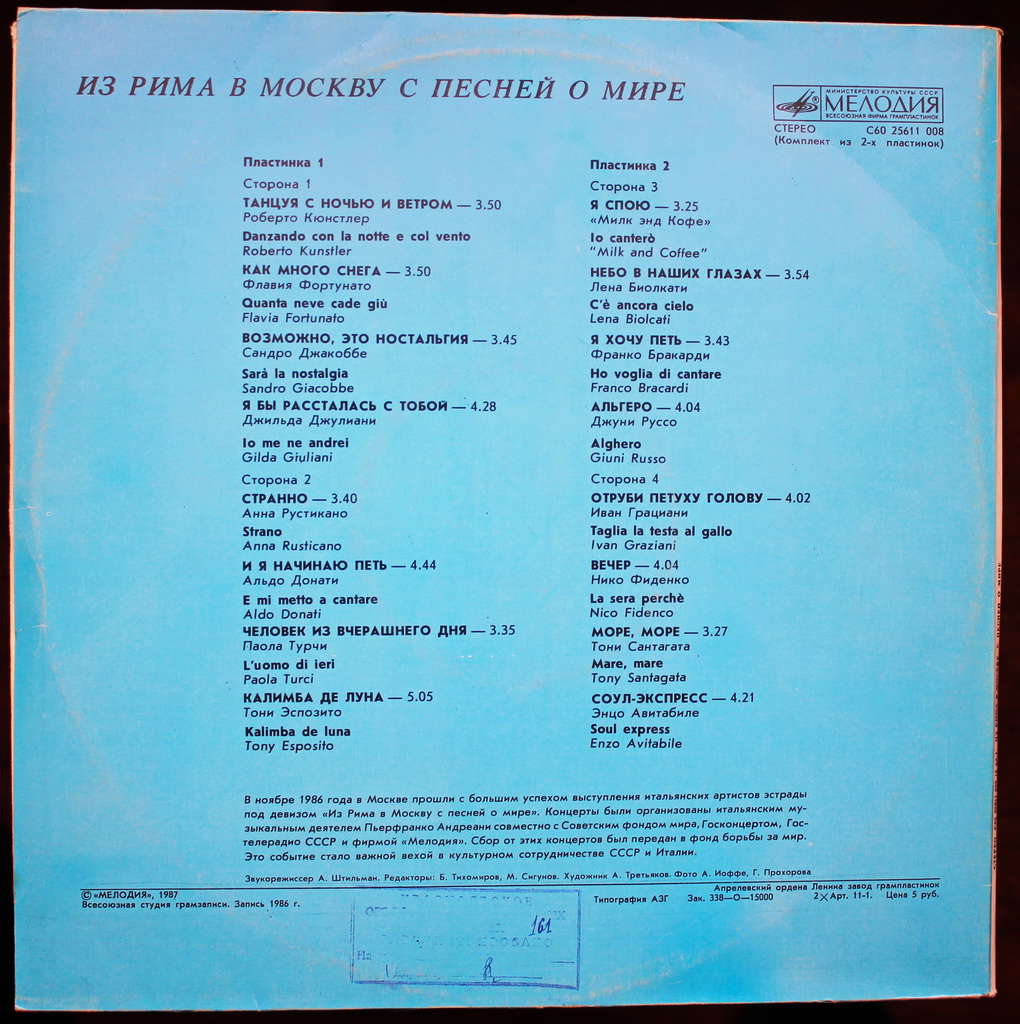 ИЗ РИМА В МОСКВУ С ПЕСНЕЙ О МИРЕ
МИНИСТЕРСТВО КУЛЬТУРЫ СССР
МЕЛОДИЯ
ВСЕСОЮЗНАЯ ФИРМА ГРАМПЛАСТИНОК
СТЕРЕО С60 25611 008
(Комплект из 2-х пластинок)
Пластинка 1
Сторона 1
ТАНЦУЯ С НОЧЬЮ И ВЕТРОМ — 3.50
Роберто Кюнстлер
Danzando con la notte e col vento
Roberto Kunstler
КАК МНОГО СНЕГА — 3.50
Флавия Фортунато
Quanta neve cade giù
Flavia Fortunato
ВОЗМОЖНО, ЭТО НОСТАЛЬГИЯ — 3.45
Сандро Джакоббе
Sarà la nostalgia
Sandro Giacobbe
Я БЫ РАССТАЛАСЬ С ТОБОЙ — 4.28
Джильда Джулиани
Io me ne andrei
Gilda Giuliani
Сторона 2
СТРАННО — 3.40
Анна Рустикано
Strano
Anna Rusticano
И Я НАЧИНАЮ ПЕТЬ — 4.44
Альдо Донати
E mi metto a cantare
Aldo Donati
ЧЕЛОВЕК ИЗ ВЧЕРАШНЕГО ДНЯ — 3.35
Паола Турчи
L'uomo di ieri
Paola Turci
КАЛИМБА ДЕ ЛУНА — 5.05
Тони Эспозито
Kalimba de luna
Tony Esposito
Пластинка 2
Сторона 3
Я СПОЮ — 3.25
«Милк энд Кофе»
Io canterò
"Milk and Coffee"
НЕБО В НАШИХ ГЛАЗАХ — 3.54
Лена Биолкати
C'è ancora cielo
Lena Biolcati
Я ХОЧУ ПЕТЬ — 3.43
Франко Бракарди
Ho voglia di cantare
Franco Bracardi
АЛЬГЕРО — 4.04
Джуни Руссо
Alghero
Giuni Russo
Сторона 4
ОТРУБИ ПЕТУХУ ГОЛОВУ — 4.02
Иван Грациани
Taglia la testa al gallo
Ivan Graziani
ВЕЧЕР — 4.04
Нико Фиденко
La sera perchè
Nico Fidenco
МОРЕ, МОРЕ — 3.27
Тони Сантагата
Mare, mare
Tony Santagata
СОУЛ-ЭКСПРЕСС — 4.21
Энцо Авитабиле
Soul express
Enzo Avitabile
В ноябре 1986 года в Москве прошли с большим успехом выступления итальянских артистов эстрады
под девизом «Из Рима в Москву с песней о мире». Концерты были организованы итальянским му-
зыкальным деятелем Пьерфранко Андреани совместно с Советским фондом мира, Госконцертом, Гос-
телерадио СССР и фирмой «Мелодия». Сбор от этих концертов был передан в фонд борьбы за мир.
Это событие стало важной вехой в культурном сотрудничестве СССР и Италии.
Звукорежиссер А. Штильман. Редакторы: Б. Тихомиров, М. Сигунов. Художник А. Третьяков. Фото А. Иоффе, Г. Прохорова
© «МЕЛОДИЯ», 1987
Всесоюзная студия грамзаписи. Запись 1986 г.
Апрелевский ордена Ленина завод грампластинок
Типография АЗГ Зак. 338—О—15000 2×Арт. 11-1. Цена 5 руб.
161